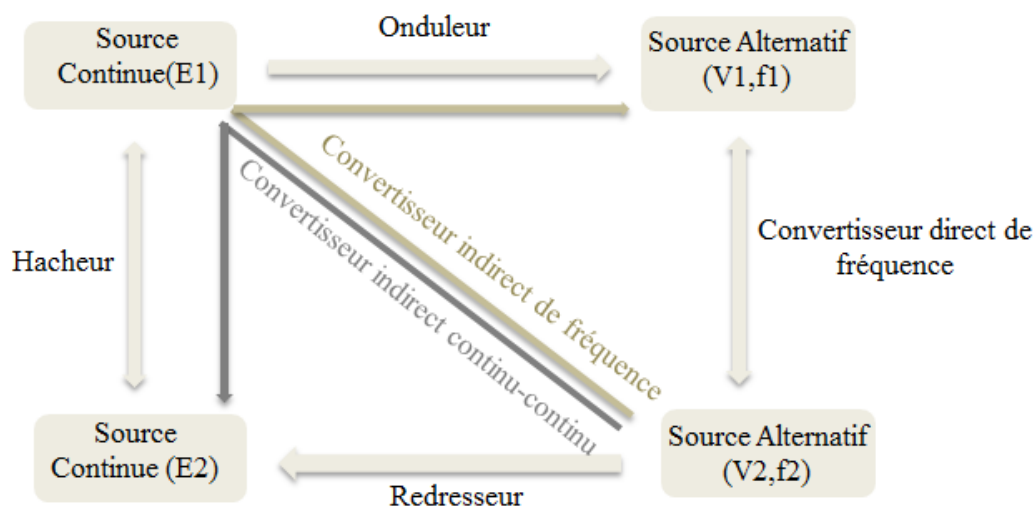 Source
Continue(E1)
Onduleur
Source Alternatif
(V1,f1)
Convertisseur indirect de fréquence
Convertisseur indirect continu-continu
Hacheur
Convertisseur direct de
fréquence
Source
Continue (E2)
Redresseur
Source Alternatif
(V2,f2)